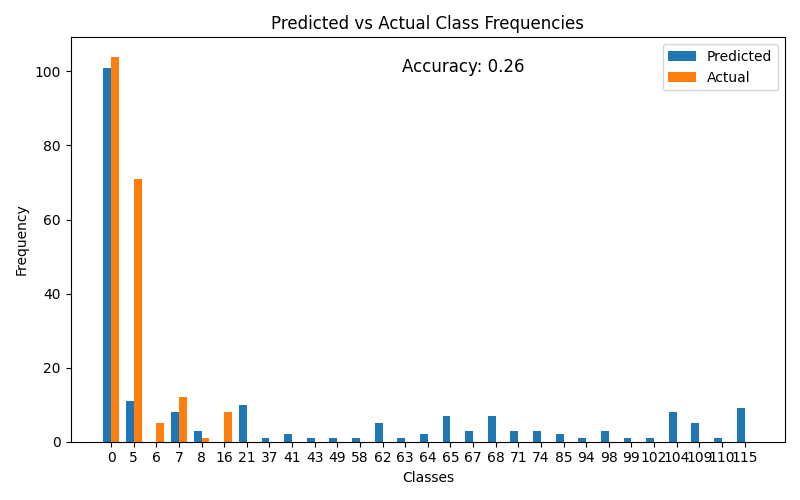 Predicted vs Actual Class Frequencies
Accuracy: 0.26
Predicted
Actual
Frequency
100
80
60
40
20
0
0 5 6 7 8 16 21 37 41 43 49 58 62 63 64 65 67 68 71 74 85 94 98 99 102 104 109 110 115
Classes